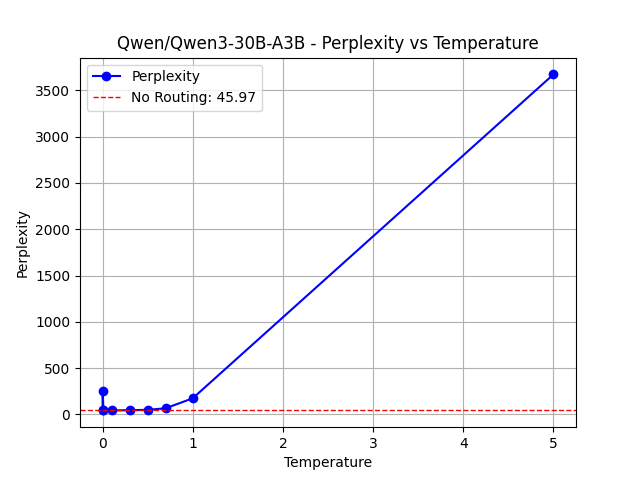 Qwen/Qwen3-30B-A3B - Perplexity vs Temperature
Perplexity
No Routing: 45.97
3500
3000
2500
2000
1500
1000
500
0
Perplexity
0 1 2 3 4 5
Temperature